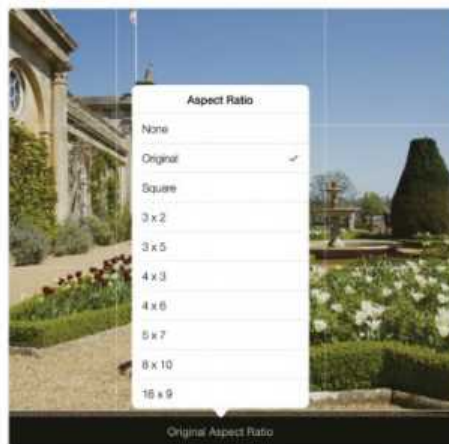 Aspect Ratio
None
Original
Square
3 x 2
3 x 5
4 x 3
4 x 6
5 x 7
8 x 10
16 x 9
Original Aspect Ratio